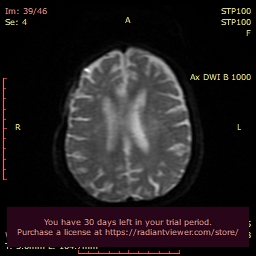 Im: 39/46
Se: 4
A
STP100
STP100
F
Ax DWI B 1000
R
L
You have 30 days left in your trial period.
Purchase a license at https://radiantviewer.com/store/